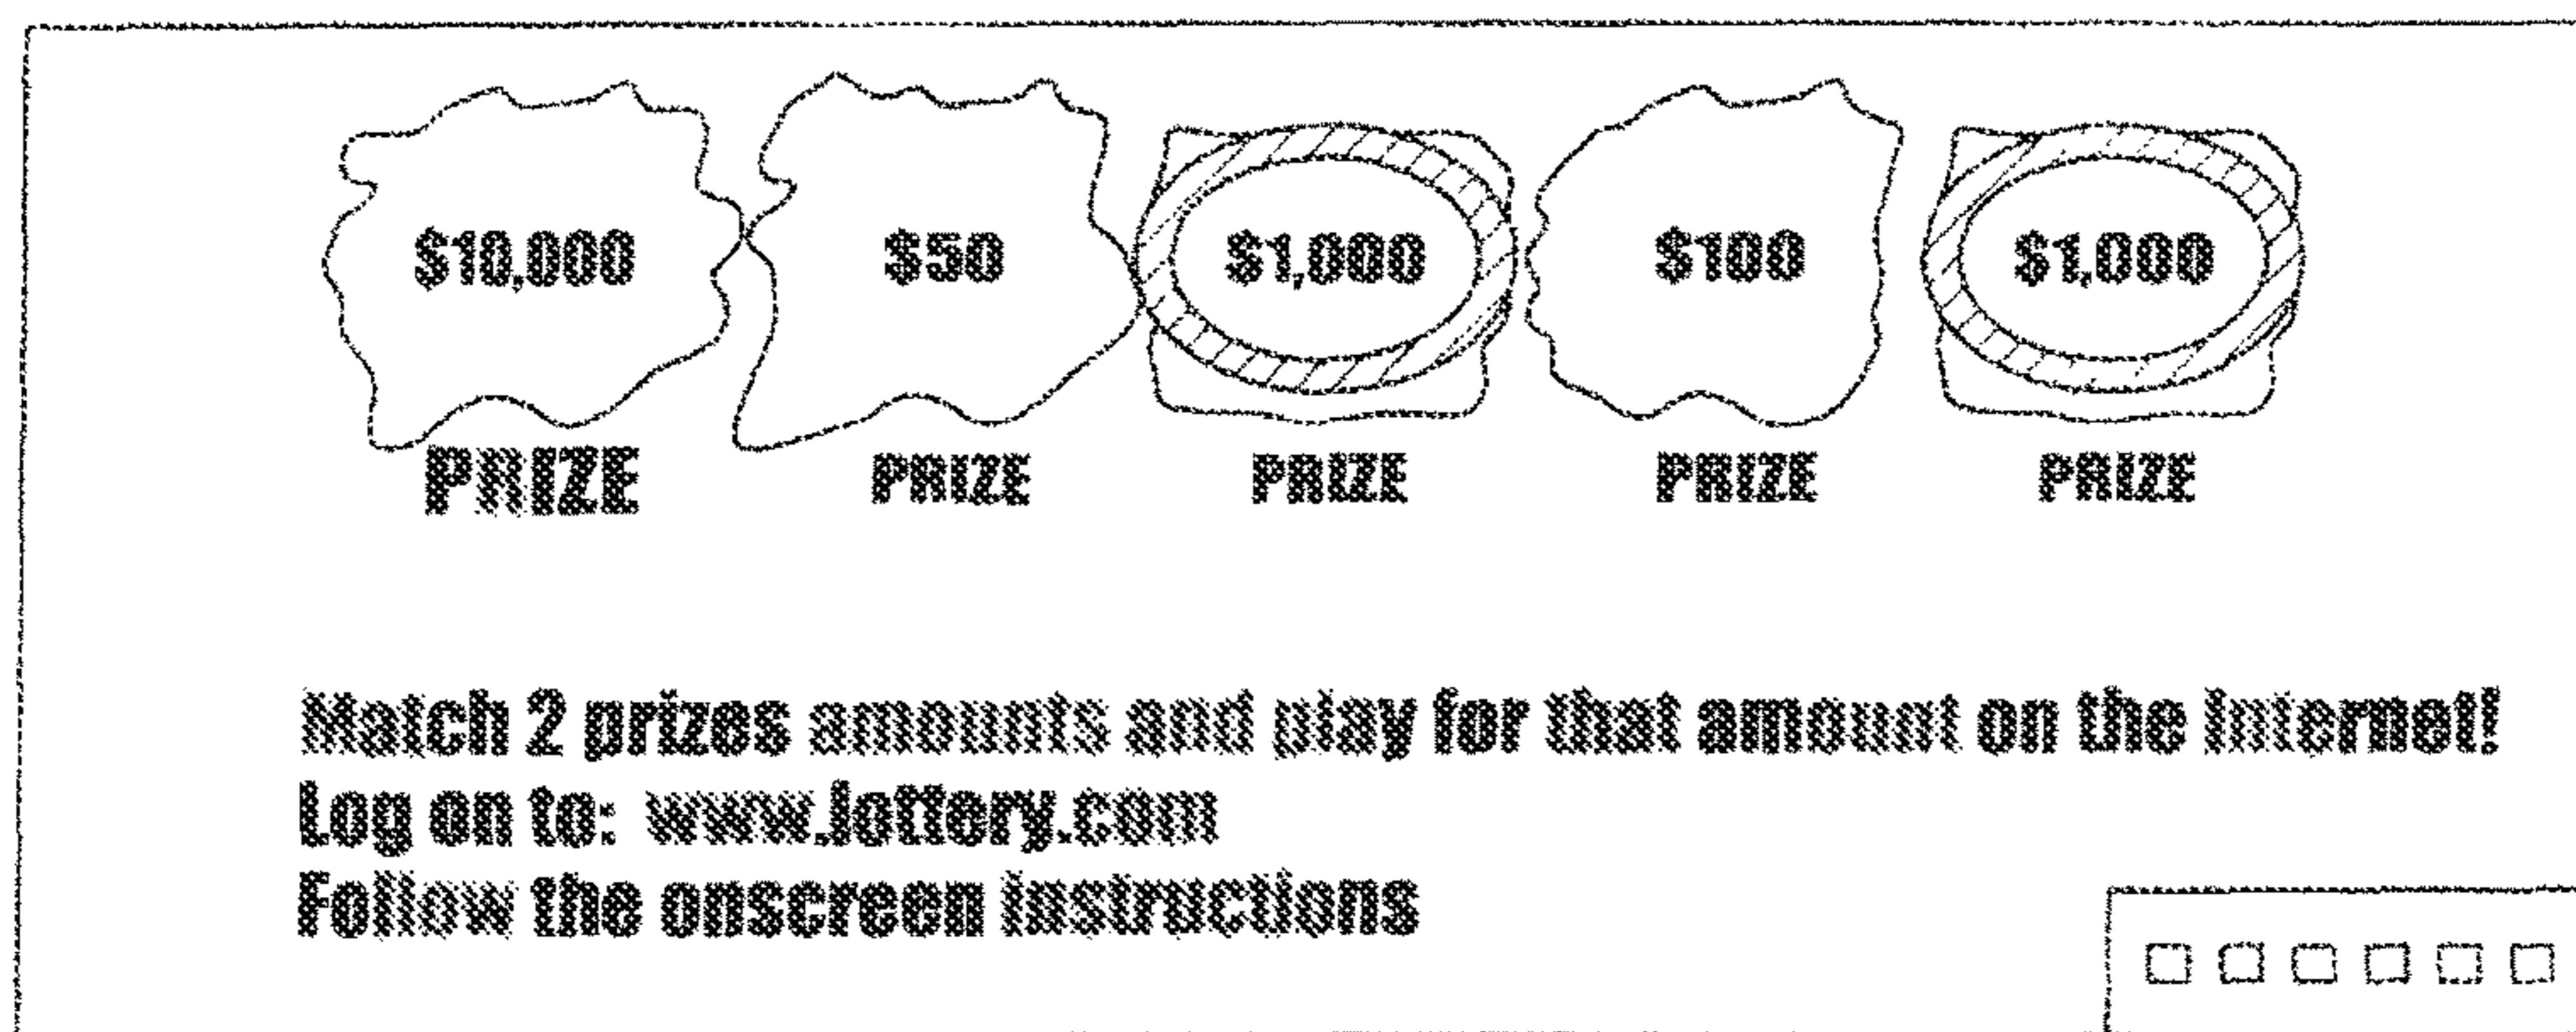 $10,000 $50 $1,000 $100 $1,000
PRIZE PRIZE PRIZE PRIZE PRIZE
Match 2 prizes amounts and play for that amount on the Internet!
Log on to: www.lottery.com
Follow the onscreen instructions